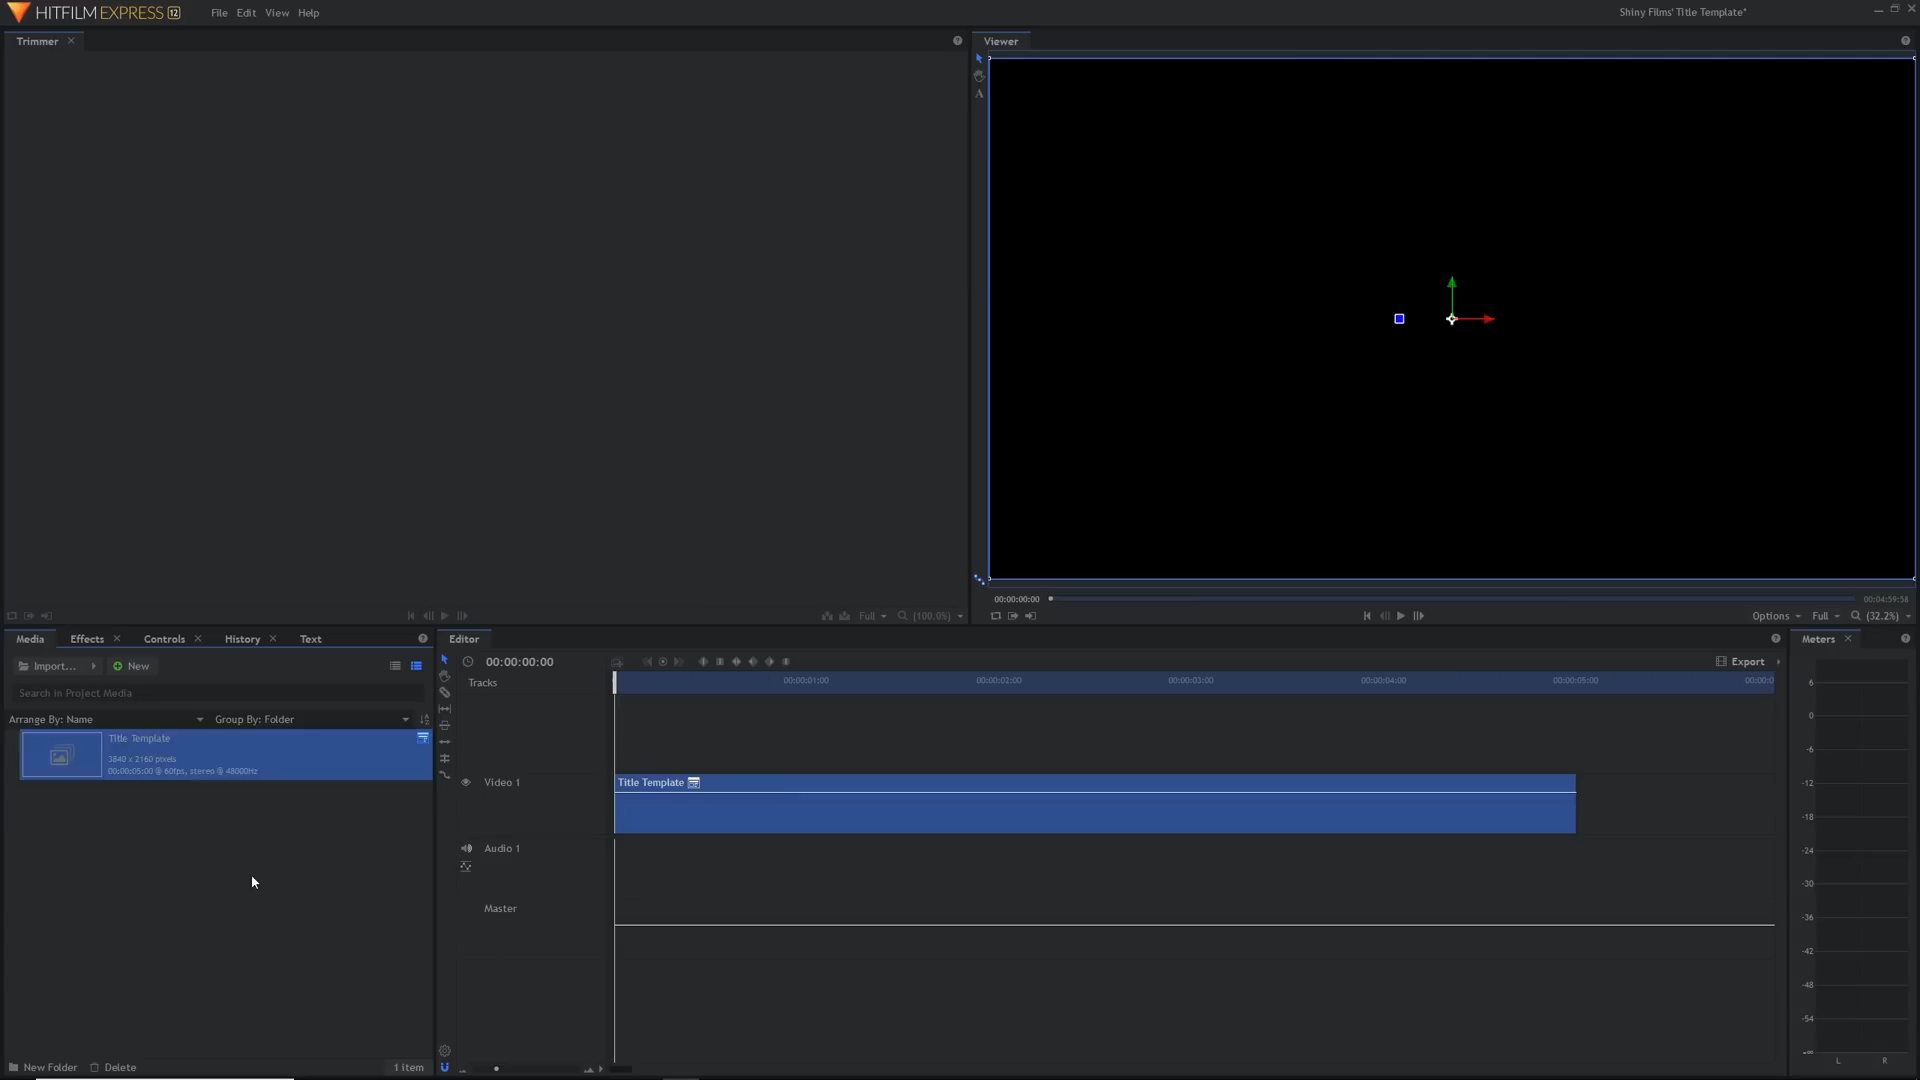 HITFILM EXPRESS 12 File Edit View Help Shiny Films' Title Template*
Trimmer Viewer
A
00:00:00:00 00:04:59:58
Full (100.0%) Options Full (32.2%)
Media Effects Controls History Text Editor Meters
Import... New 00:00:00:00 Export
Tracks 00:00:01:00 00:00:02:00 00:00:03:00 00:00:04:00 00:00:05:00 00:00:0
Search in Project Media
Arrange By: Name Group By: Folder
Title Template
3840 x 2160 pixels
00:00:05:00 @ 60fps, stereo @ 48000Hz
Video 1 Title Template
Audio 1
Master
6
0
-6
-12
-18
-24
-30
-36
-42
-48
-54
-∞
L R
New Folder Delete 1 item